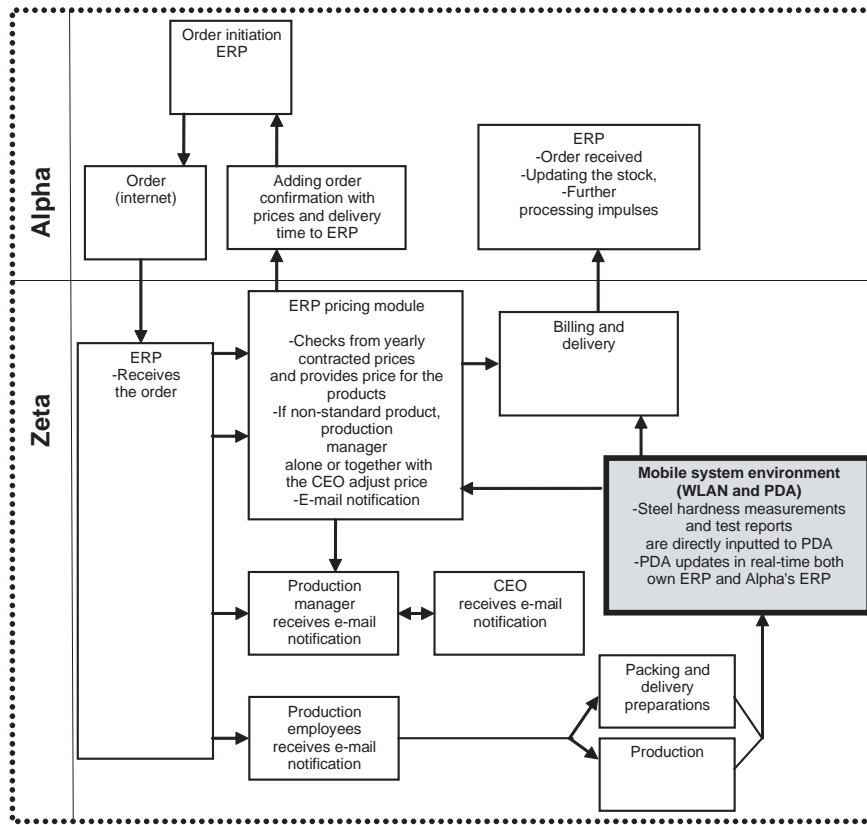 Alpha
Order initiation
ERP
Order
(internet)
Adding order
confirmation with
prices and delivery
time to ERP
ERP
-Order received
-Updating the stock,
-Further
processing impulses
Zeta
ERP
-Receives
the order
ERP pricing module
-Checks from yearly
contracted prices
and provides price for the
products
-If non-standard product,
production
manager
alone or together with
the CEO adjust price
-E-mail notification
Billing and
delivery
Mobile system environment
(WLAN and PDA)
-Steel hardness measurements
and test reports
are directly inputted to PDA
-PDA updates in real-time both
own ERP and Alpha's ERP
Production
manager
receives e-mail
notification
CEO
receives e-mail
notification
Production
employees
receives e-mail
notification
Packing and
delivery
preparations
Production